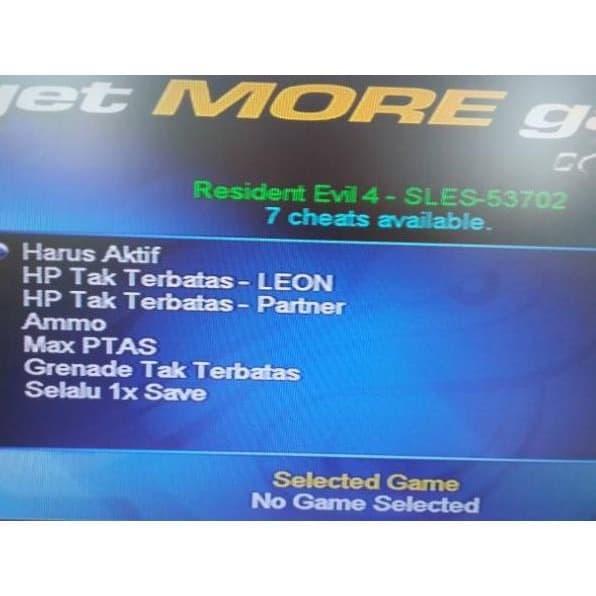 get MORE
Resident Evil 4 - SLES-53702
7 cheats available.
Harus Aktif
HP Tak Terbatas - LEON
HP Tak Terbatas - Partner
Ammo
Max PTAS
Grenade Tak Terbatas
Selalu 1x Save
Selected Game
No Game Selected